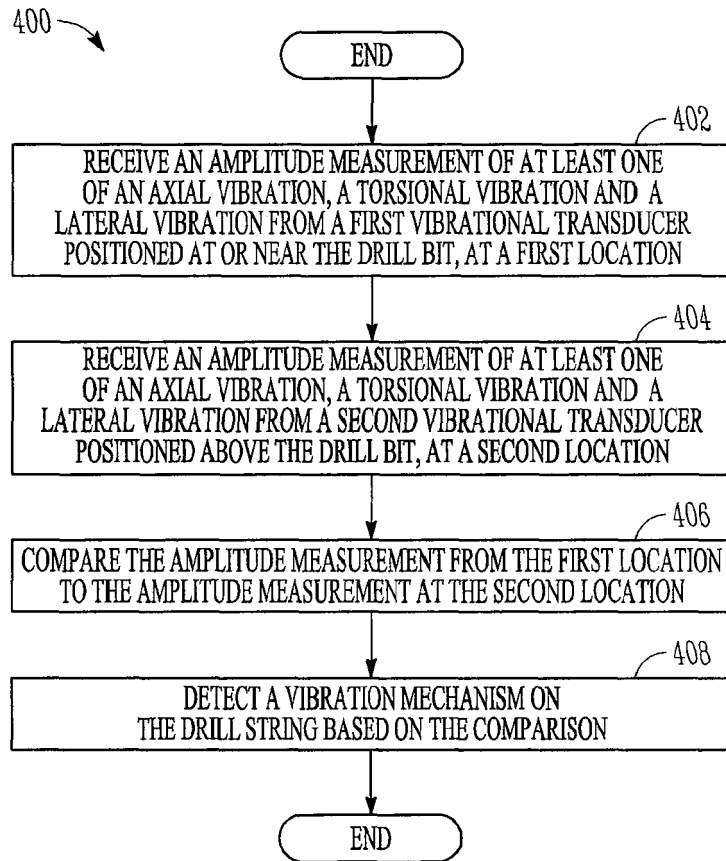 400
END
402
RECEIVE AN AMPLITUDE MEASUREMENT OF AT LEAST ONE
OF AN AXIAL VIBRATION, A TORSIONAL VIBRATION AND A
LATERAL VIBRATION FROM A FIRST VIBRATIONAL TRANSDUCER
POSITIONED AT OR NEAR THE DRILL BIT, AT A FIRST LOCATION
404
RECEIVE AN AMPLITUDE MEASUREMENT OF AT LEAST ONE
OF AN AXIAL VIBRATION, A TORSIONAL VIBRATION AND A
LATERAL VIBRATION FROM A SECOND VIBRATIONAL TRANSDUCER
POSITIONED ABOVE THE DRILL BIT, AT A SECOND LOCATION
406
COMPARE THE AMPLITUDE MEASUREMENT FROM THE FIRST LOCATION
TO THE AMPLITUDE MEASUREMENT AT THE SECOND LOCATION
408
DETECT A VIBRATION MECHANISM ON
THE DRILL STRING BASED ON THE COMPARISON
END